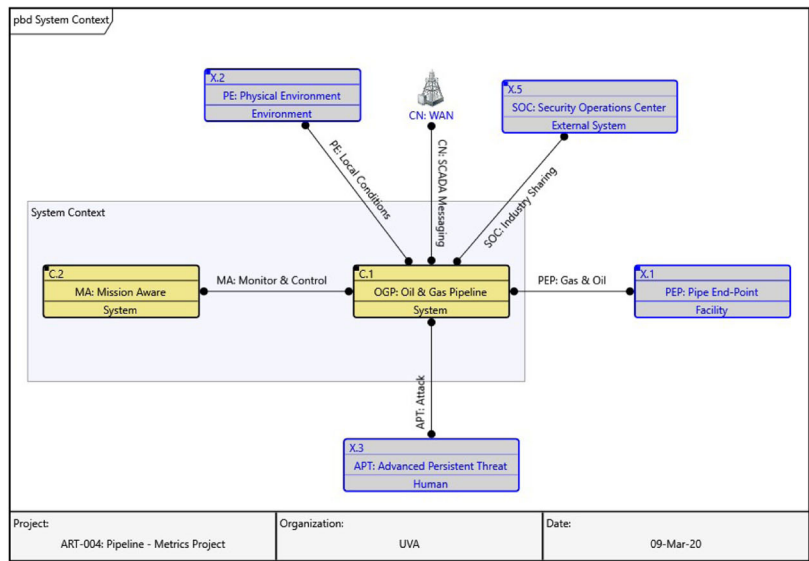 pbd System Context
X.2
PE: Physical Environment
Environment
CN: WAN
X.5
SOC: Security Operations Center
External System
PE: Local Conditions
CN: SCADA Messaging
SOC: Industry Sharing
System Context
C.2
MA: Mission Aware
System
MA: Monitor & Control
C.1
OGP: Oil & Gas Pipeline
System
PEP: Gas & Oil
X.1
PEP: Pipe End-Point
Facility
APT: Attack
X.3
APT: Advanced Persistent Threat
Human
Project:
ART-004: Pipeline - Metrics Project
Organization:
UVA
Date:
09-Mar-20